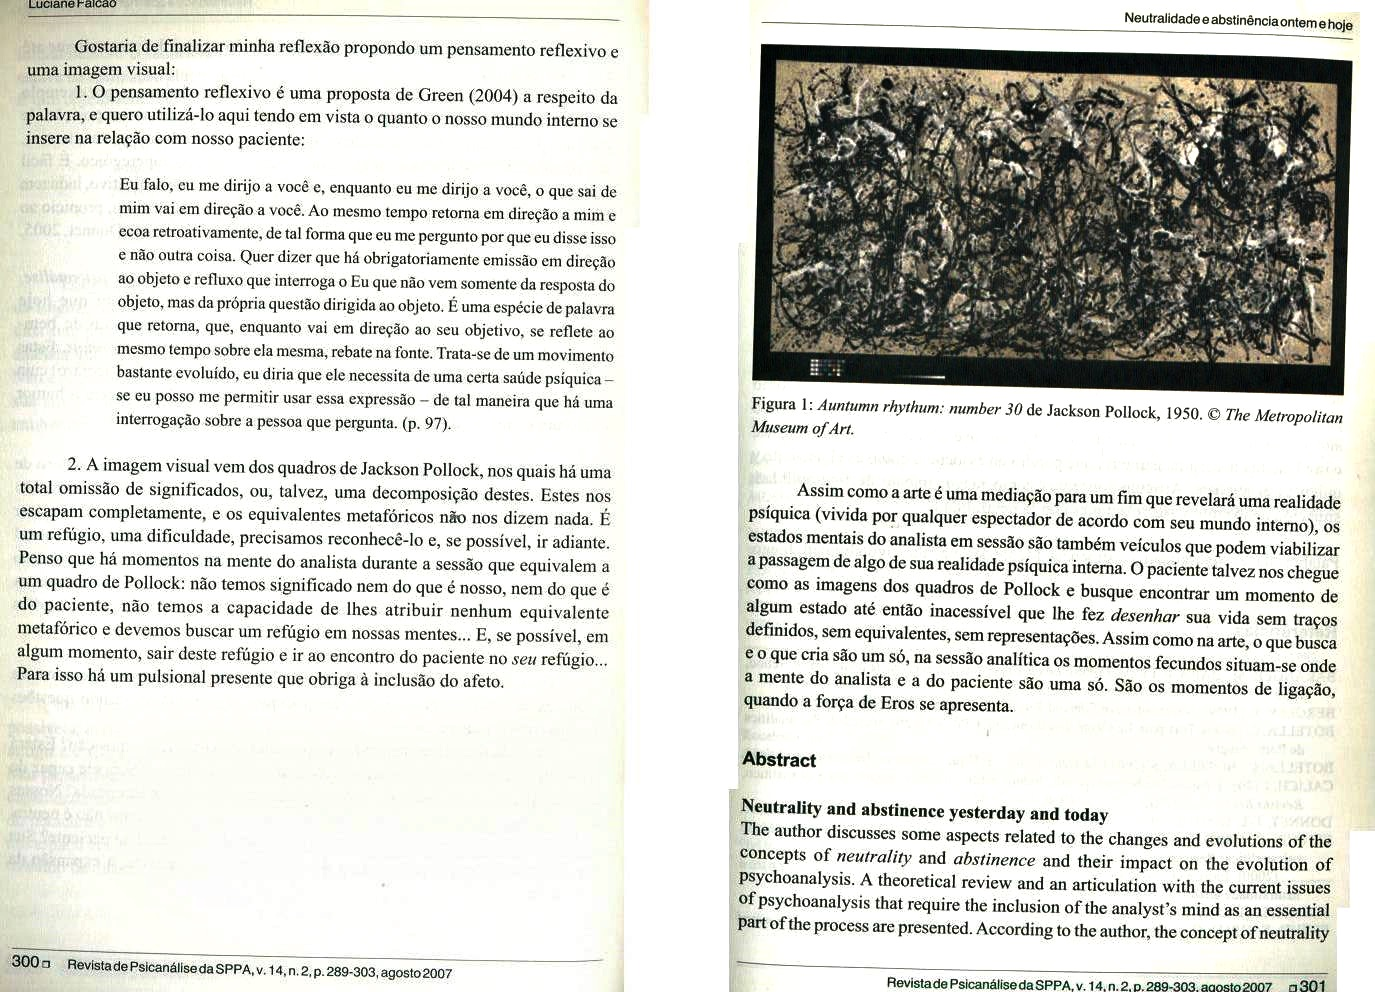 Luciane Falcão
Gostaria de finalizar minha reflexão propondo um pensamento reflexivo e
uma imagem visual:
1. O pensamento reflexivo é uma proposta de Green (2004) a respeito da
palavra, e quero utilizá-lo aqui tendo em vista o quanto o nosso mundo interno se
insere na relação com nosso paciente:
Eu falo, eu me dirijo a você e, enquanto eu me dirijo a você, o que sai de
mim vai em direção a você. Ao mesmo tempo retorna em direção a mim e
ecoa retroativamente, de tal forma que eu me pergunto por que eu disse isso
e não outra coisa. Quer dizer que há obrigatoriamente emissão em direção
ao objeto e refluxo que interroga o Eu que não vem somente da resposta do
objeto, mas da própria questão dirigida ao objeto. É uma espécie de palavra
que retorna, que, enquanto vai em direção ao seu objetivo, se reflete ao
mesmo tempo sobre ela mesma, rebate na fonte. Trata-se de um movimento
bastante evoluído, eu diria que ele necessita de uma certa saúde psíquica –
se eu posso me permitir usar essa expressão – de tal maneira que há uma
interrogação sobre a pessoa que pergunta. (p. 97).
2. A imagem visual vem dos quadros de Jackson Pollock, nos quais há uma
total omissão de significados, ou, talvez, uma decomposição destes. Estes nos
escapam completamente, e os equivalentes metafóricos não nos dizem nada. É
um refúgio, uma dificuldade, precisamos reconhecê-lo e, se possível, ir adiante.
Penso que há momentos na mente do analista durante a sessão que equivalem a
um quadro de Pollock: não temos significado nem do que é nosso, nem do que é
do paciente, não temos a capacidade de lhes atribuir nenhum equivalente
metafórico e devemos buscar um refúgio em nossas mentes... E, se possível, em
algum momento, sair deste refúgio e ir ao encontro do paciente no seu refúgio...
Para isso há um pulsional presente que obriga à inclusão do afeto.
300 □ Revista de Psicanálise da SPPA, v. 14, n. 2, p. 289-303, agosto 2007
Neutralidade e abstinência ontem e hoje
Figura 1: Auntumn rhythum: number 30 de Jackson Pollock, 1950. © The Metropolitan
Museum of Art.
Assim como a arte é uma mediação para um fim que revelará uma realidade
psíquica (vivida por qualquer espectador de acordo com seu mundo interno), os
estados mentais do analista em sessão são também veículos que podem viabilizar
a passagem de algo de sua realidade psíquica interna. O paciente talvez nos chegue
como as imagens dos quadros de Pollock e busque encontrar um momento de
algum estado até então inacessível que lhe fez desenhar sua vida sem traços
definidos, sem equivalentes, sem representações. Assim como na arte, o que busca
e o que cria são um só, na sessão analítica os momentos fecundos situam-se onde
a mente do analista e a do paciente são uma só. São os momentos de ligação,
quando a força de Eros se apresenta.
Abstract
Neutrality and abstinence yesterday and today
The author discusses some aspects related to the changes and evolutions of the
concepts of neutrality and abstinence and their impact on the evolution of
psychoanalysis. A theoretical review and an articulation with the current issues
of psychoanalysis that require the inclusion of the analyst's mind as an essential
part of the process are presented. According to the author, the concept of neutrality
Revista de Psicanálise da SPPA, v. 14, n. 2, p. 289-303, agosto 2007 □ 301